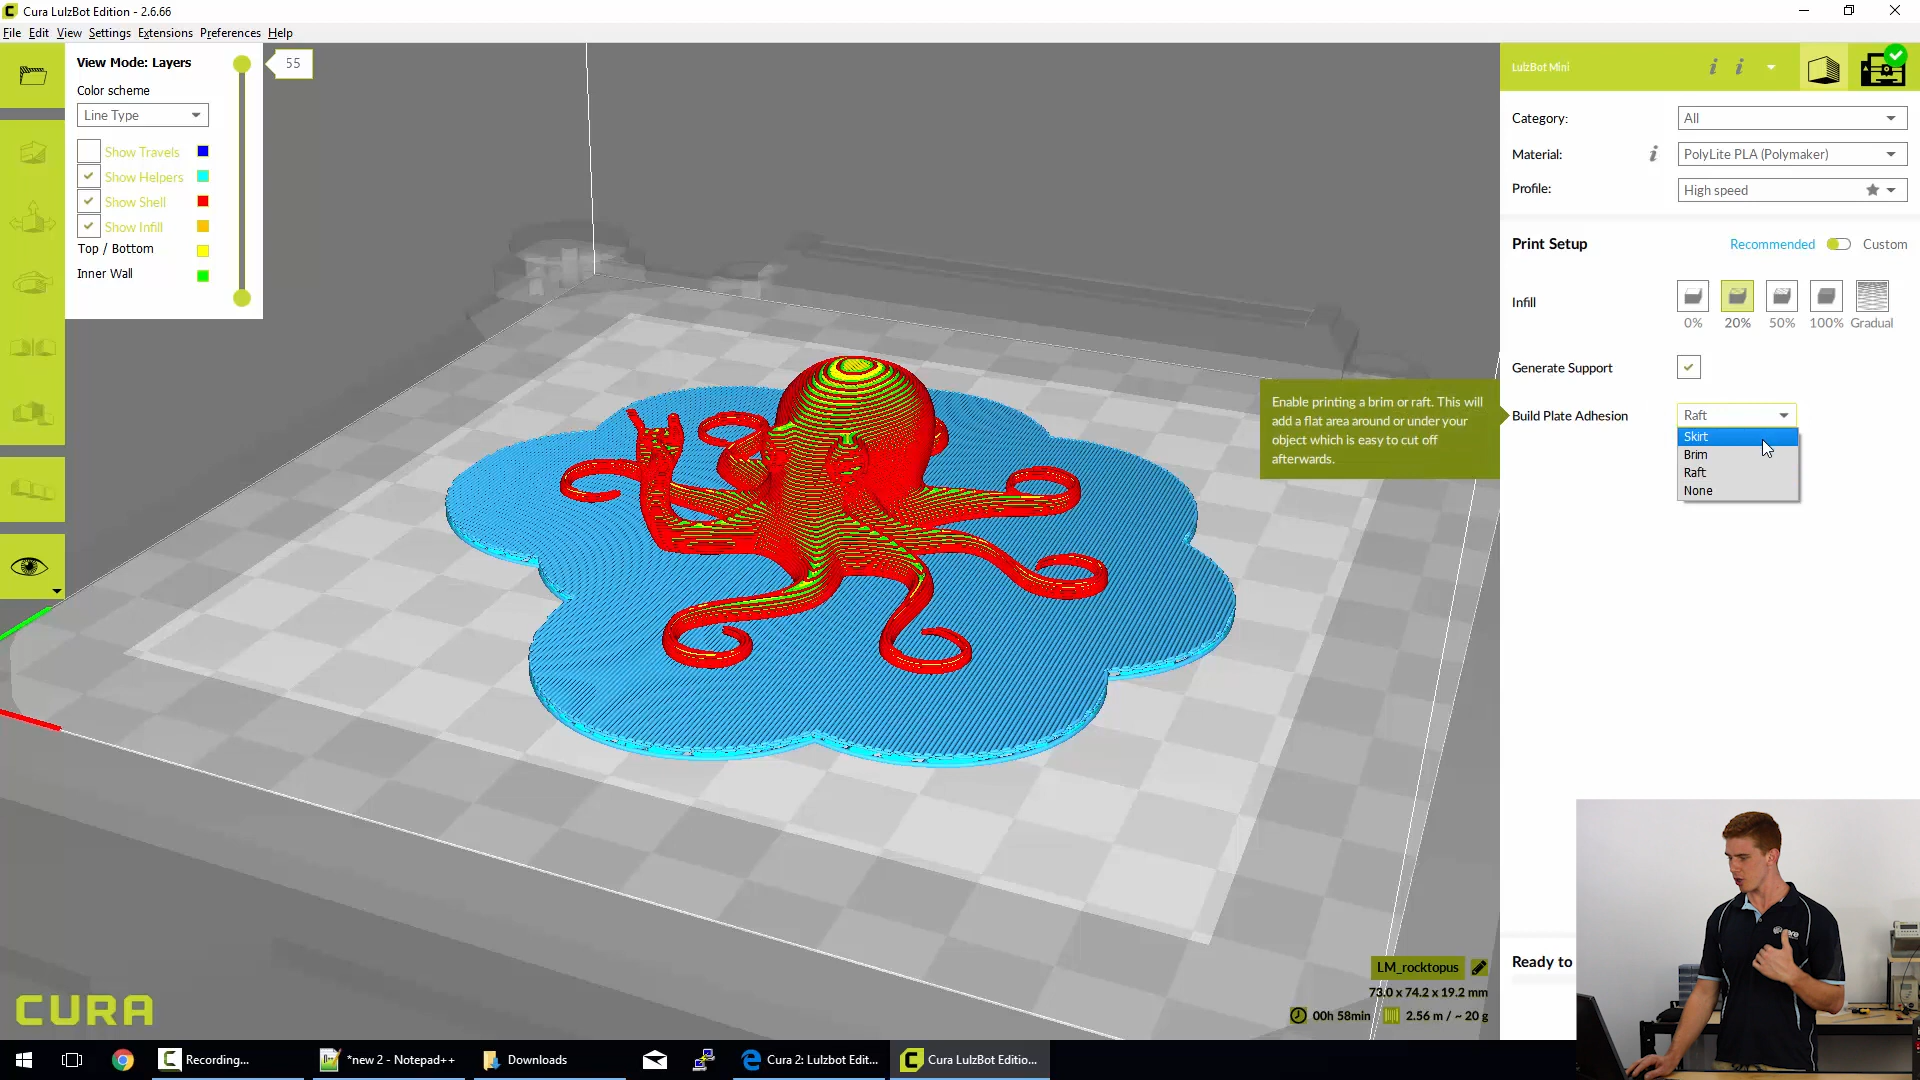 Cura LulzBot Edition - 2.6.66
File Edit View Settings Extensions Preferences Help
View Mode: Layers
55
Color scheme
Line Type
Show Travels
Show Helpers
Show Shell
Show Infill
Top / Bottom
Inner Wall
LulzBot Mini
Category:
All
Material:
PolyLite PLA (Polymaker)
Profile:
High speed
Print Setup
Recommended
Custom
Infill
0%
20%
50%
100%
Gradual
Generate Support
Enable printing a brim or raft. This will
add a flat area around or under your
object which is easy to cut off
afterwards.
Build Plate Adhesion
Raft
Skirt
Brim
Raft
None
Ready to
LM_rocktopus
73.0 x 74.2 x 19.2 mm
00h 58min
2.56 m / ~ 20 g
CURA
Recording...
*new 2 - Notepad++
Downloads
Cura 2: Lulzbot Edit...
Cura LulzBot Editio...